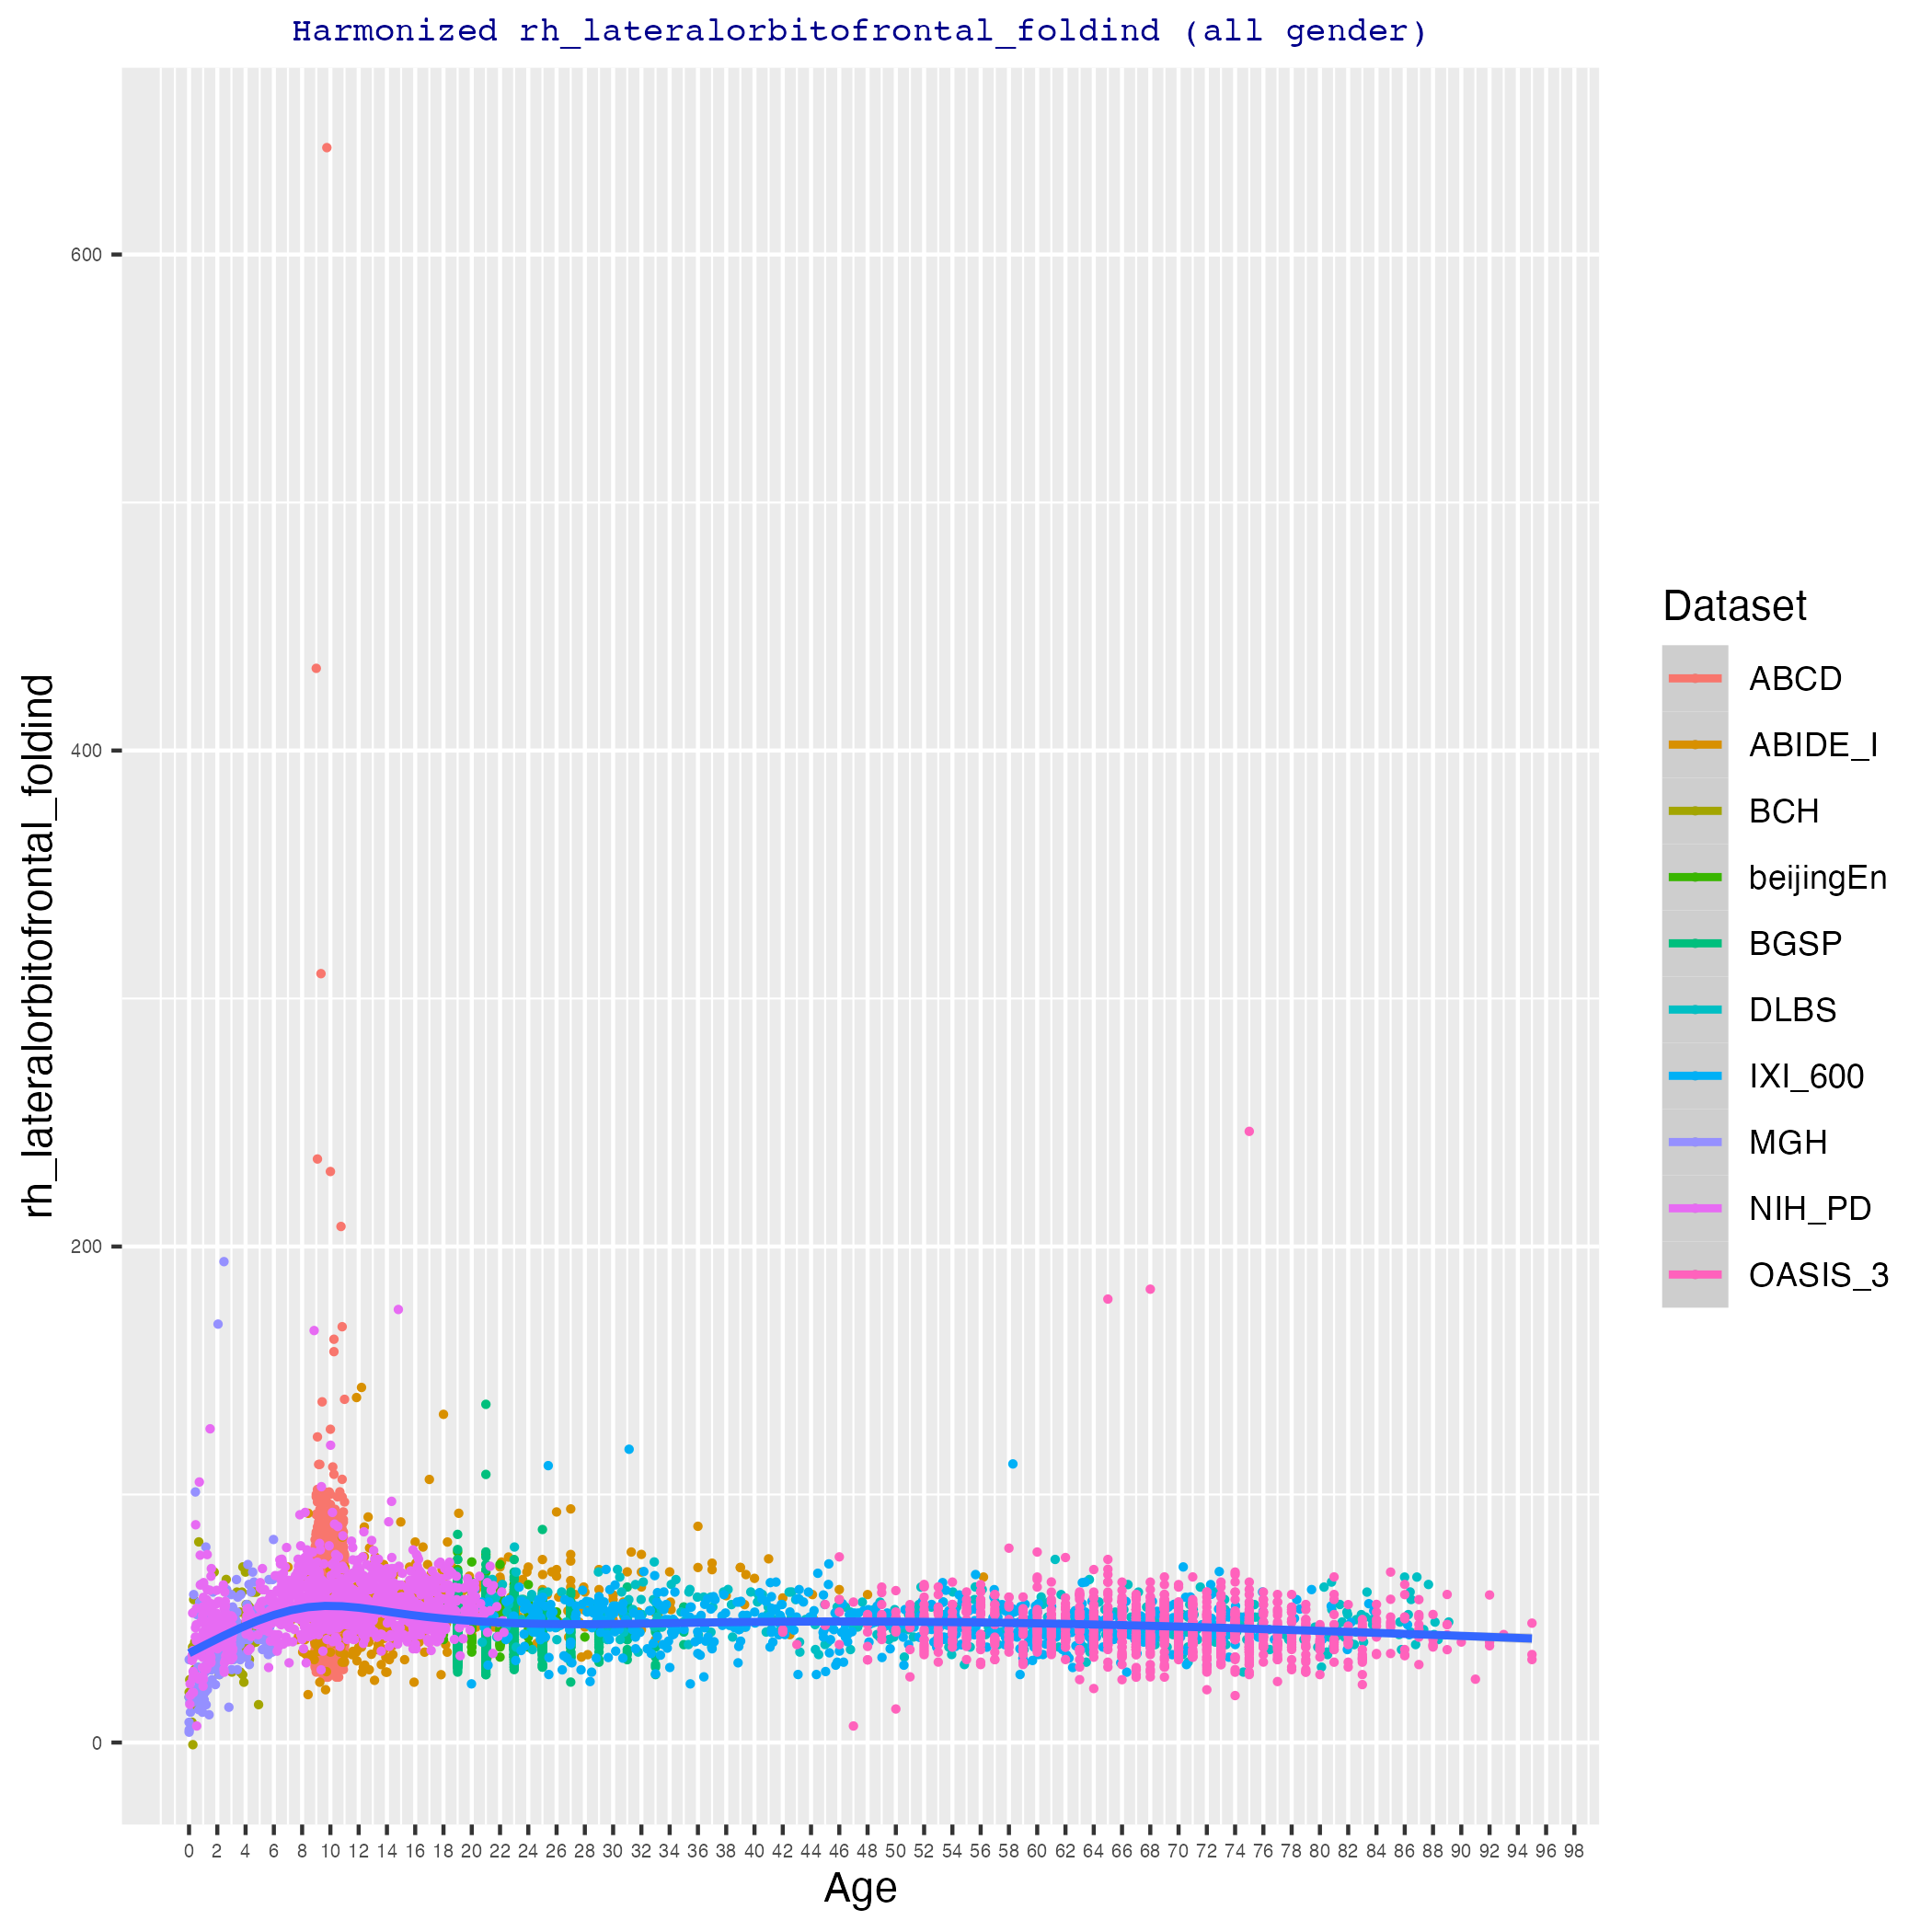 Harmonized rh_lateralorbitofrontal_foldind (all gender)
rh_lateralorbitofrontal_foldind
600
400
200
0
0 2 4 6 8 10 12 14 16 18 20 22 24 26 28 30 32 34 36 38 40 42 44 46 48 50 52 54 56 58 60 62 64 66 68 70 72 74 76 78 80 82 84 86 88 90 92 94 96 98
Age
Dataset
ABCD
ABIDE_I
BCH
beijingEn
BGSP
DLBS
IXI_600
MGH
NIH_PD
OASIS_3